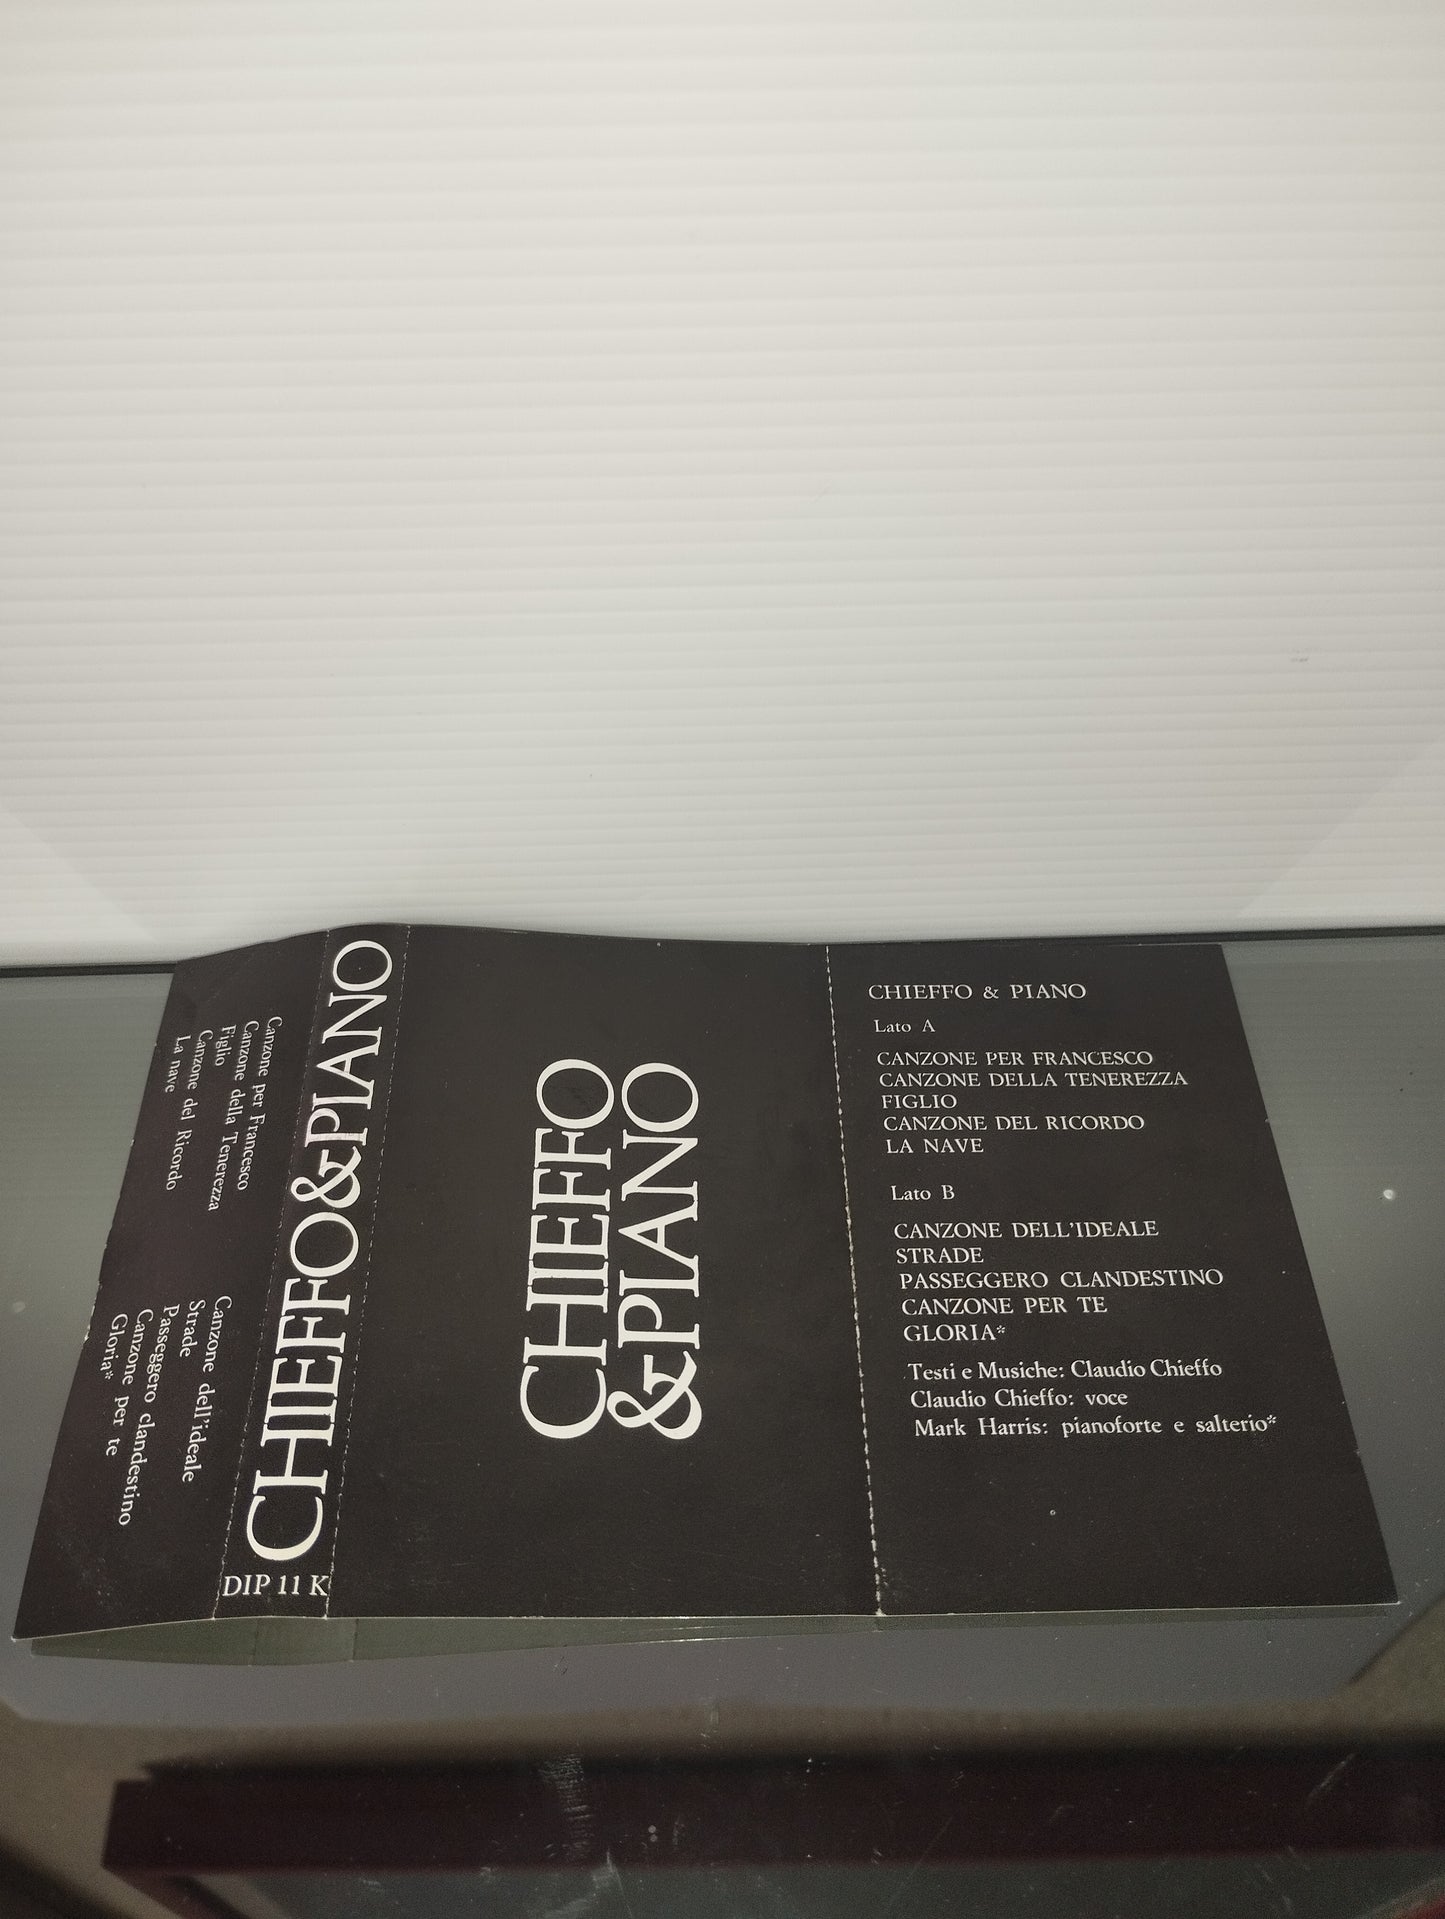 Canzone per Francesco
Canzone della Tenerezza
Figlio
Canzone del Ricordo
La nave
Canzone dell'ideale
Strade
Passeggero clandestino
Canzone per te
Gloria*
CHIEFFO&PIANO
DIP 11 K
CHIEFFO
&PIANO
CHIEFFO & PIANO
Lato A
CANZONE PER FRANCESCO
CANZONE DELLA TENEREZZA
FIGLIO
CANZONE DEL RICORDO
LA NAVE
Lato B
CANZONE DELL'IDEALE
STRADE
PASSEGGERO CLANDESTINO
CANZONE PER TE
GLORIA*
Testi e Musiche: Claudio Chieffo
Claudio Chieffo: voce
Mark Harris: pianoforte e salterio*